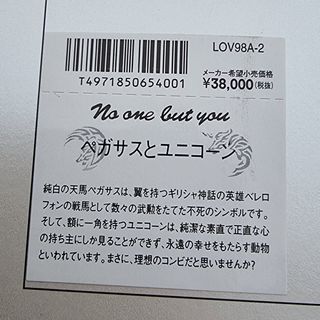 LOV98A-2
T4971850654001
メーカー希望小売価格
¥38,000(税抜)
No one but you
ペガサスとユニコーン
純白の天馬ペガサスは、翼を持つギリシャ神話の英雄ベレロ
フォンの戦馬として数々の武勲をたてた不死のシンボルです。
そして、額に一角を持つユニコーンは、純潔な素直で正直な心
の持ち主にしか見ることができず、永遠の幸せをもたらす動物
といわれています。まさに、理想のコンビだと思いませんか?